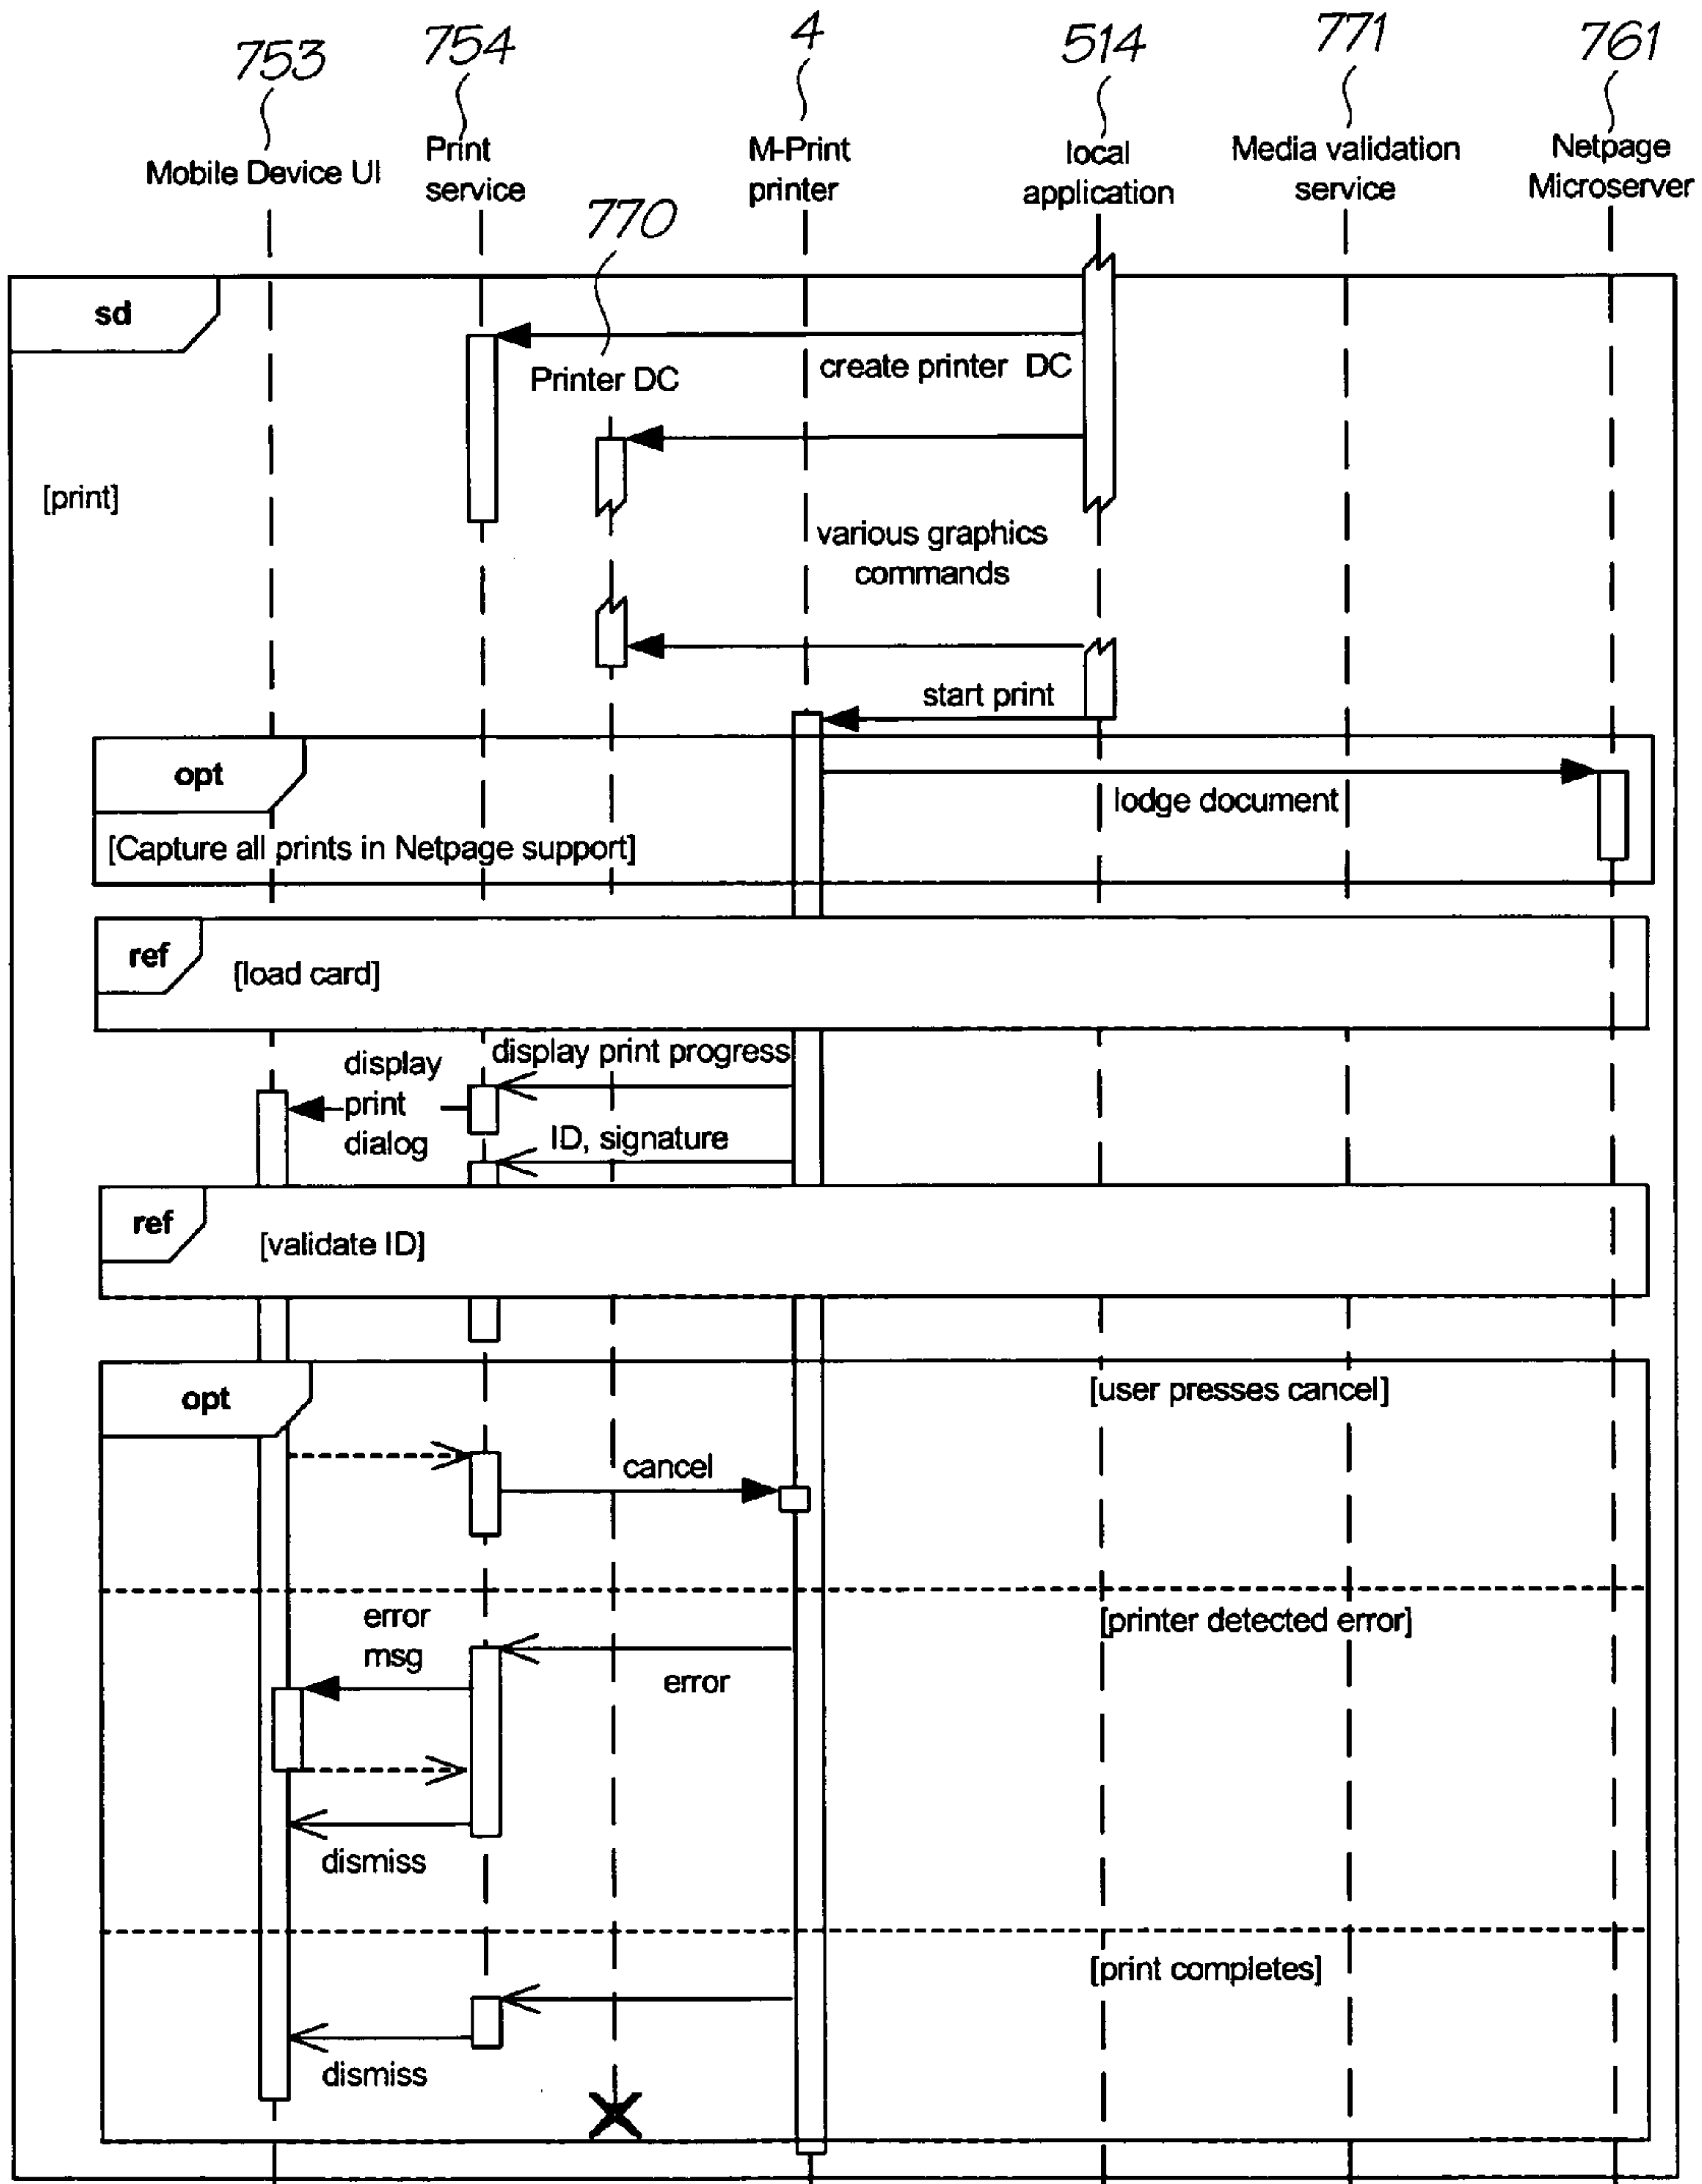 753 754 4 514 771 761
Mobile Device UI
Print
service
M-Print
printer
local
application
Media validation
service
Netpage
Microserver
770
sd
Printer DC
create printer DC
[print]
various graphics
commands
start print
opt
lodge document
[Capture all prints in Netpage support]
ref
[load card]
display print progress
display
print
dialog
ID, signature
ref
[validate ID]
opt
[user presses cancel]
cancel
error
msg
[printer detected error]
error
dismiss
[print completes]
dismiss